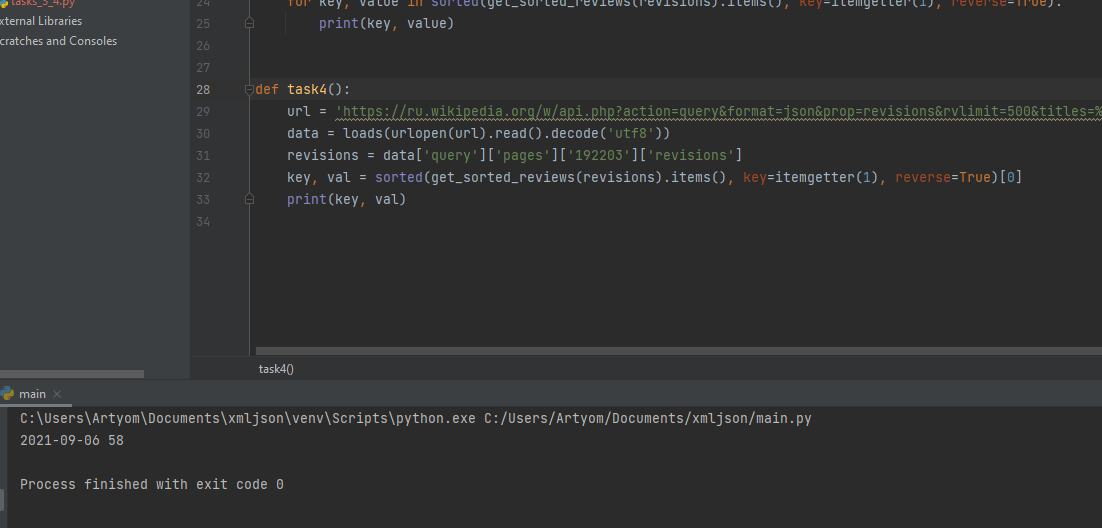 tasks_3_4.py
xternal Libraries
cratches and Consoles
24 for key, value in sorted(get_sorted_reviews(revisions).items(), key=itemgetter(1), reverse=True):
25 print(key, value)
26
27
28 def task4():
29 url = 'https://ru.wikipedia.org/w/api.php?action=query&format=json&prop=revisions&rvlimit=500&titles=%
30 data = loads(urlopen(url).read().decode('utf8'))
31 revisions = data['query']['pages']['192203']['revisions']
32 key, val = sorted(get_sorted_reviews(revisions).items(), key=itemgetter(1), reverse=True)[0]
33 print(key, val)
34
task4()
main
C:\Users\Artyom\Documents\xmljson\venv\Scripts\python.exe C:/Users/Artyom/Documents/xmljson/main.py
2021-09-06 58
Process finished with exit code 0